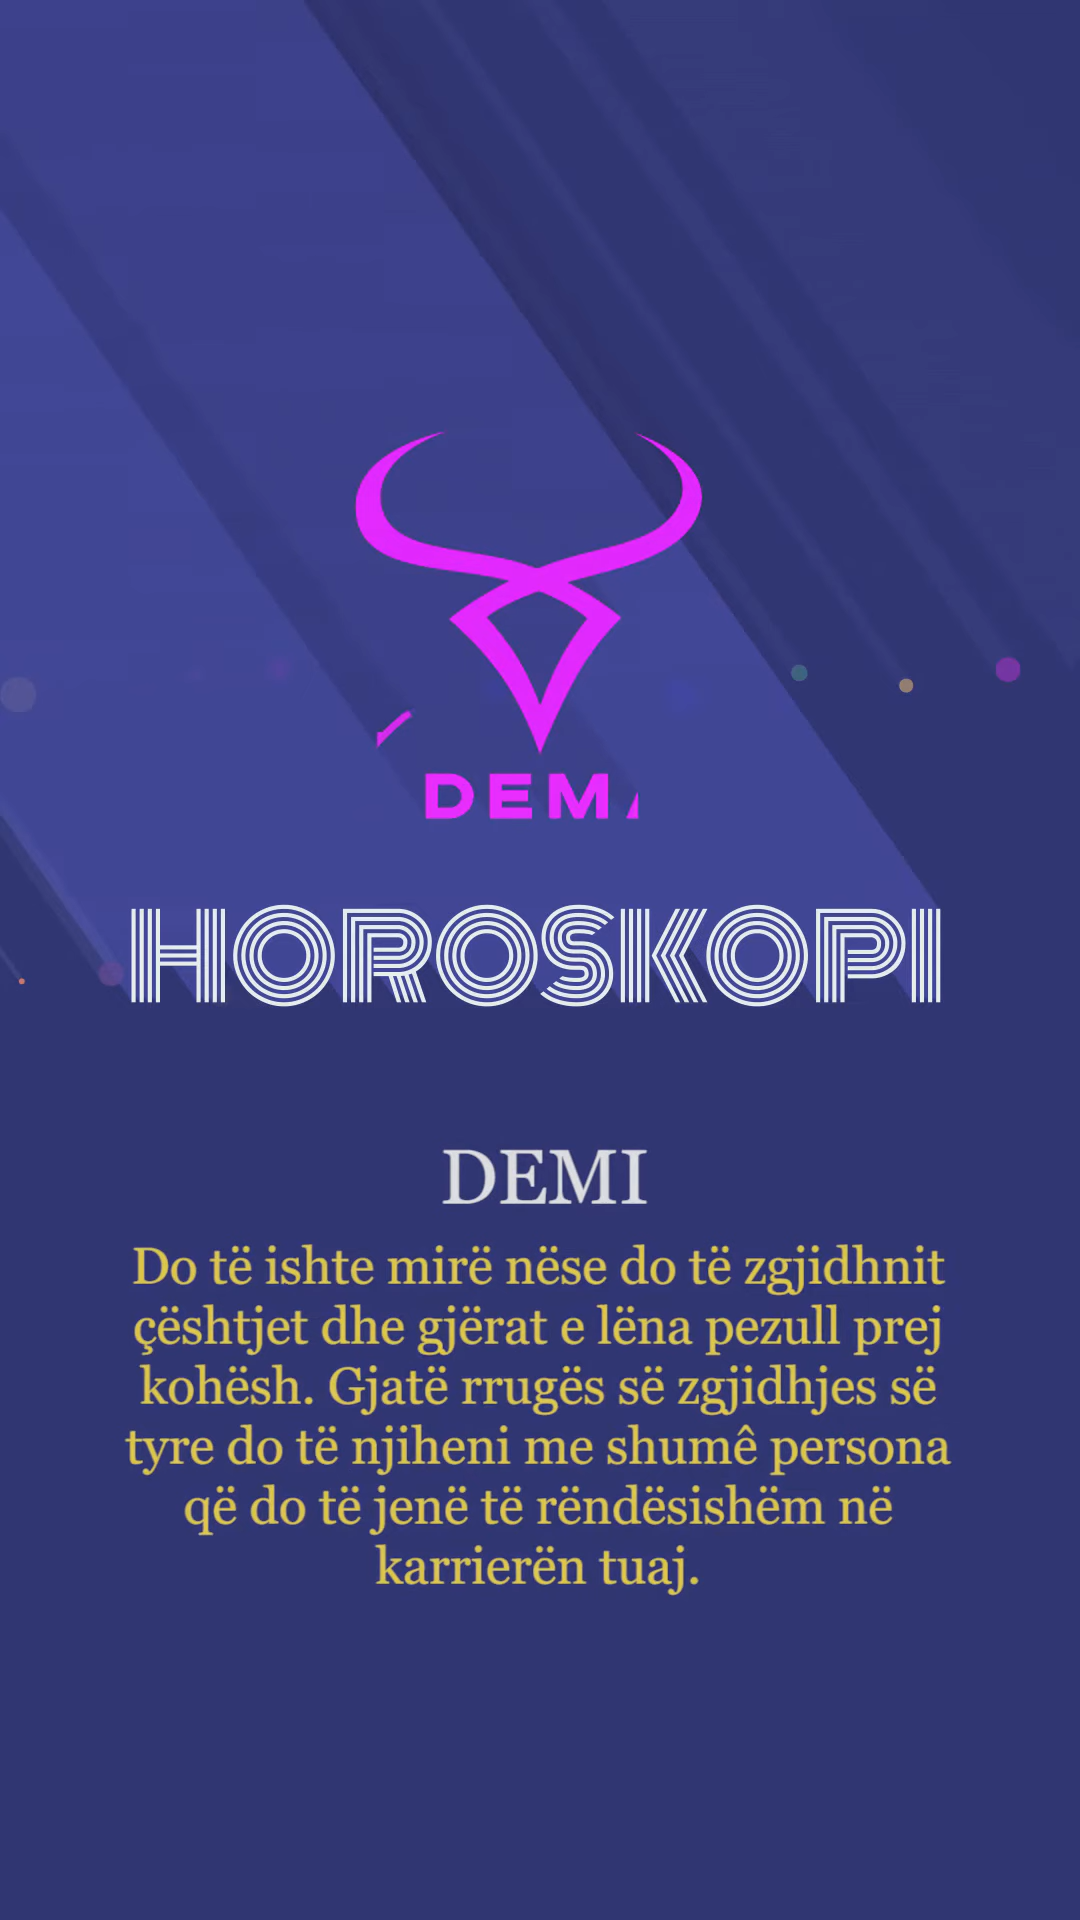 DEM
HOROSKOPI
DEMI
Do të ishte mirë nëse do të zgjidhnit
çështjet dhe gjërat e lëna pezull prej
kohësh. Gjatë rrugës së zgjidhjes së
tyre do të njiheni me shumê persona
që do të jenë të rëndësishëm në
karrierën tuaj.